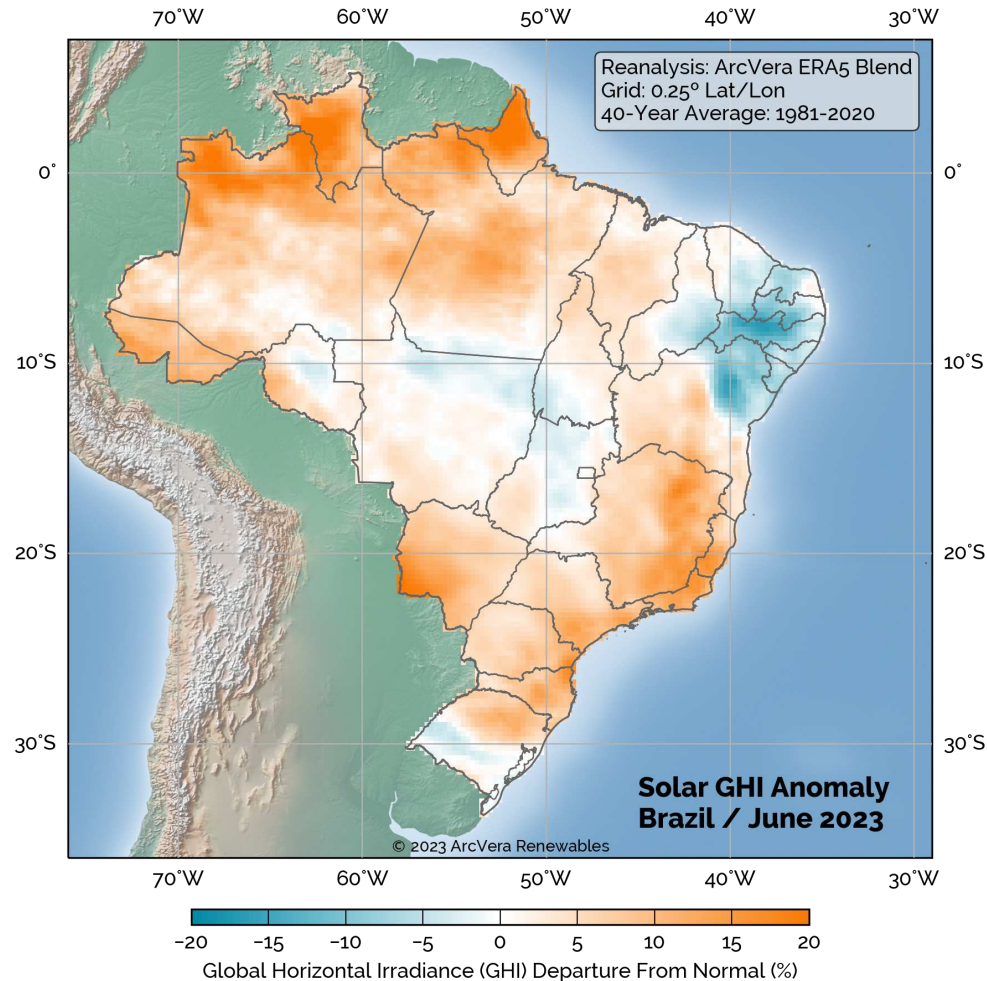 70°W 60°W 50°W 40°W 30°W
Reanalysis: ArcVera ERA5 Blend
Grid: 0.25º Lat/Lon
40-Year Average: 1981-2020
0° 0°
10°S 10°S
20°S 20°S
30°S 30°S
Solar GHI Anomaly
Brazil / June 2023
© 2023 ArcVera Renewables
70°W 60°W 50°W 40°W 30°W
−20 −15 −10 −5 0 5 10 15 20
Global Horizontal Irradiance (GHI) Departure From Normal (%)